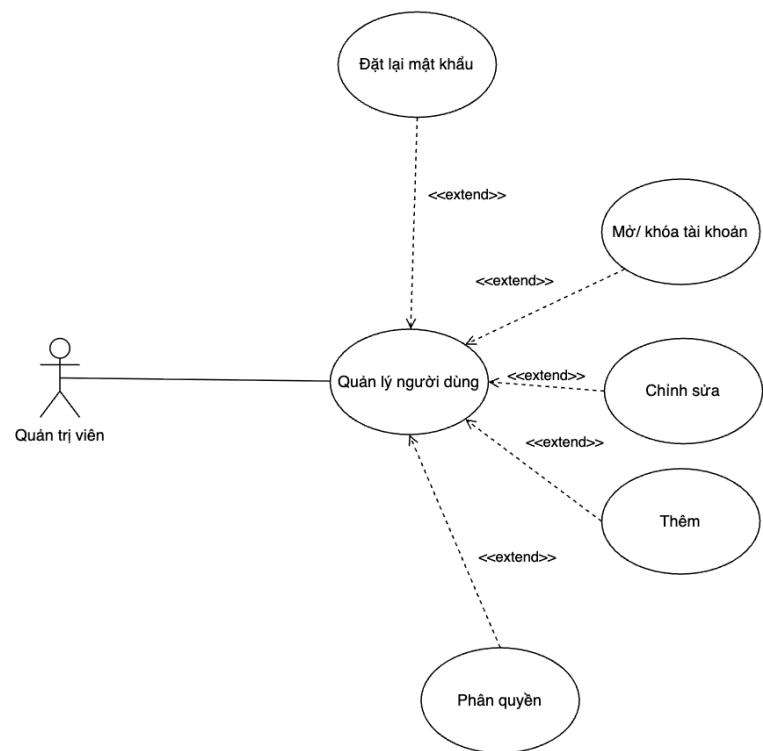 Đặt lại mật khẩu
<<extend>>
Mở/ khóa tài khoản
<<extend>>
Quản lý người dùng
<<extend>>
Chỉnh sửa
Quản trị viên
<<extend>>
Thêm
<<extend>>
Phân quyền